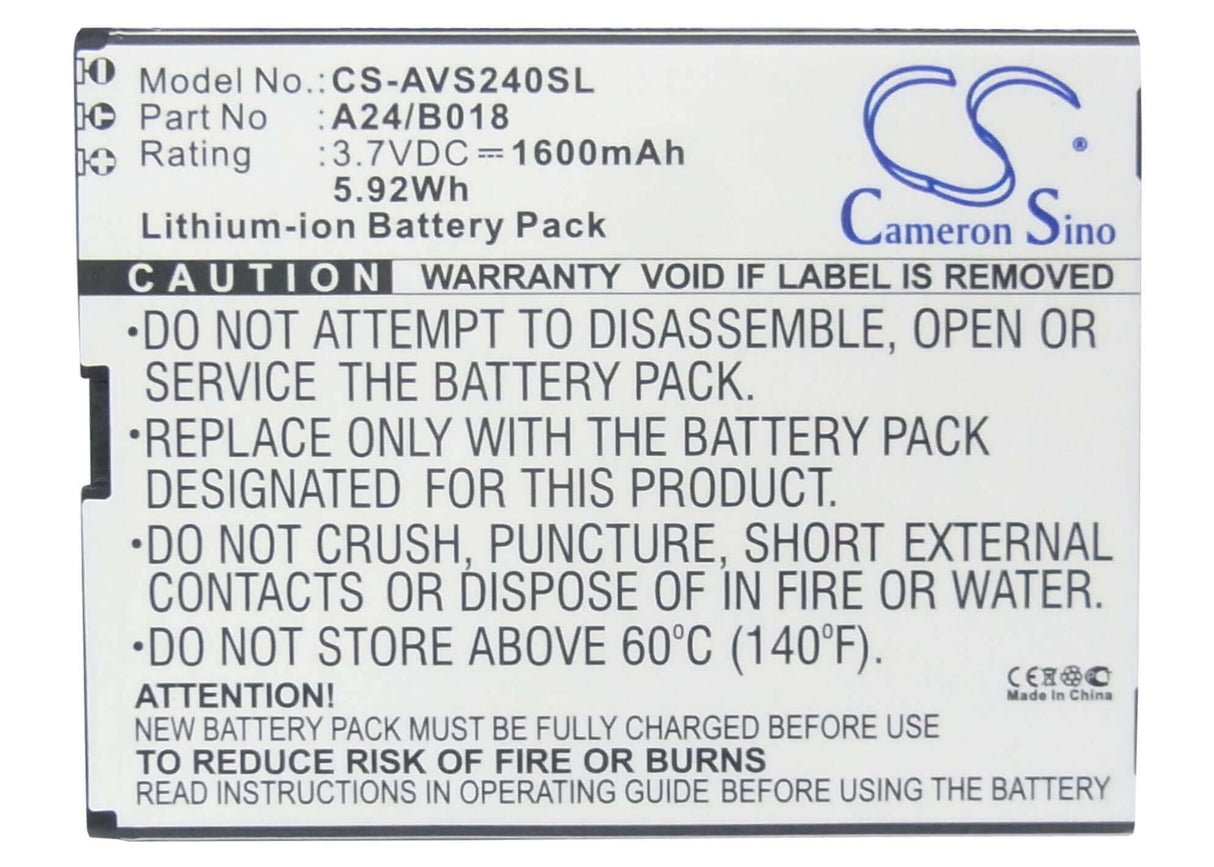 Model No.:CS-AVS240SL
Part No :A24/B018
Rating :3.7VDC⎓1600mAh
5.92Wh
Lithium-ion Battery Pack
CS
®
Cameron Sino
CAUTION WARRANTY VOID IF LABEL IS REMOVED
•DO NOT ATTEMPT TO DISASSEMBLE, OPEN OR
SERVICE THE BATTERY PACK.
•REPLACE ONLY WITH THE BATTERY PACK
DESIGNATED FOR THIS PRODUCT.
•DO NOT CRUSH, PUNCTURE, SHORT EXTERNAL
CONTACTS OR DISPOSE OF IN FIRE OR WATER.
•DO NOT STORE ABOVE 60°C (140°F).
CE
Made In China
ATTENTION!
NEW BATTERY PACK MUST BE FULLY CHARGED BEFORE USE
TO REDUCE RISK OF FIRE OR BURNS
READ INSTRUCTIONS IN OPERATING GUIDE BEFORE USING THE BATTERY